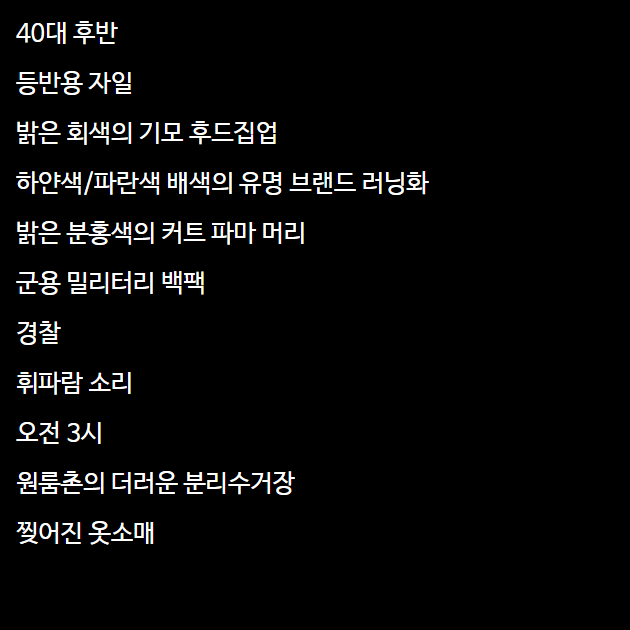 40대 후반
등반용 자일
밝은 회색의 기모 후드집업
하얀색/파란색 배색의 유명 브랜드 러닝화
밝은 분홍색의 커트 파마 머리
군용 밀리터리 백팩
경찰
휘파람 소리
오전 3시
원룸촌의 더러운 분리수거장
찢어진 옷소매